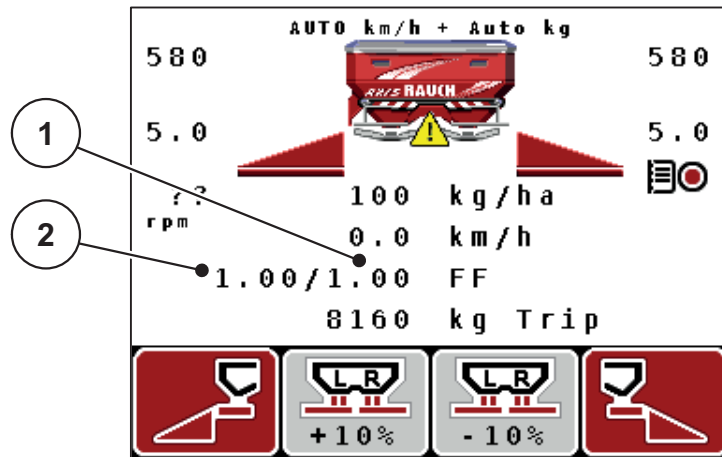 AUTO km/h + Auto kg
580 580
AXIS RAUCH
5.0 5.0
1
?? 100 kg/ha
rpm
2
0.0 km/h
1.00/1.00 FF
8160 kg Trip
L R L R
+10% -10%